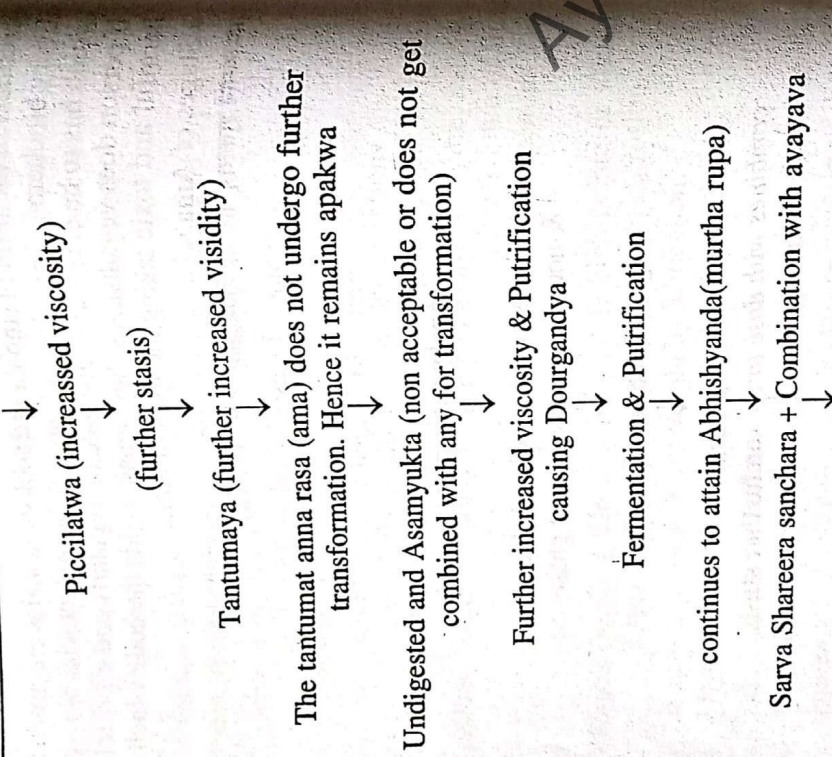 ↓
Piccilatwa (increassed viscosity)
↓
(further stasis)
↓
Tantumaya (further increased visidity)
↓
The tantumat anna rasa (ama) does not undergo further
transformation. Hence it remains apakwa
↓
Undigested and Asamyukta (non acceptable or does not get
combined with any for transformation)
↓
Further increased viscosity & Putrification
causing Dourgandya
↓
Fermentation & Putrification
↓
continues to attain Abhishyanda(murtha rupa)
↓
Sarva Shareera sanchara + Combination with avayava
↓
Ay